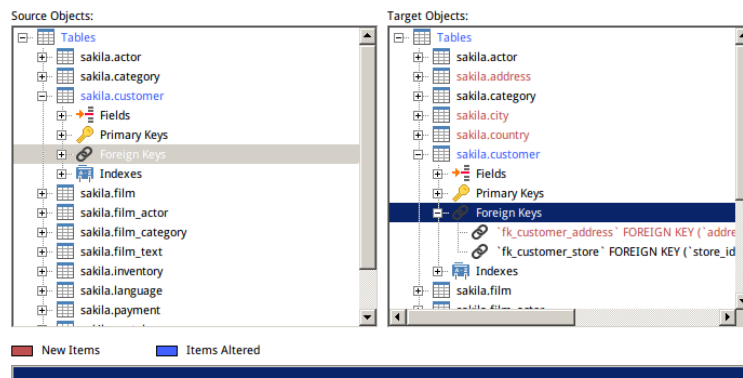 Source Objects:
Tables
sakila.actor
sakila.category
sakila.customer
Fields
Primary Keys
Foreign Keys
Indexes
sakila.film
sakila.film_actor
sakila.film_category
sakila.film_text
sakila.inventory
sakila.language
sakila.payment
Target Objects:
Tables
sakila.actor
sakila.address
sakila.category
sakila.city
sakila.country
sakila.customer
Fields
Primary Keys
Foreign Keys
`fk_customer_address` FOREIGN KEY (`addre
`fk_customer_store` FOREIGN KEY (`store_id
Indexes
sakila.film
sakila.film_actor
New Items
Items Altered